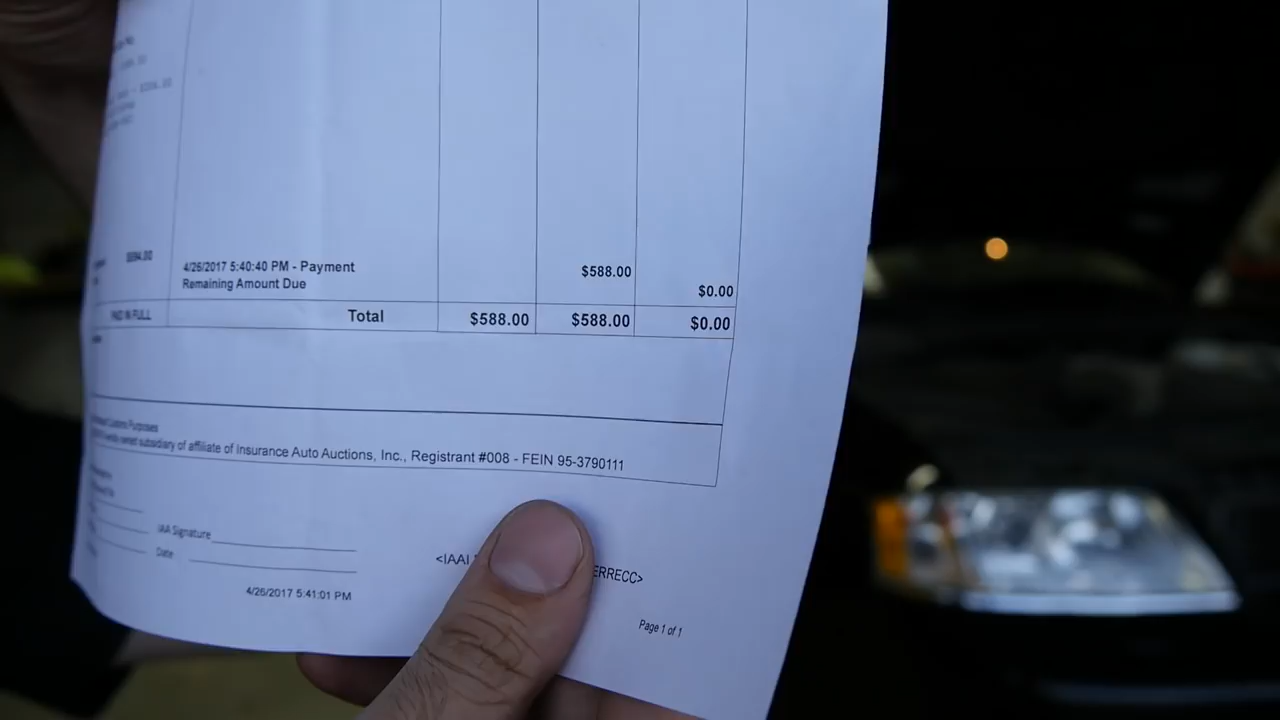 4/26/2017 5:40:40 PM - Payment $588.00
Remaining Amount Due $0.00
PAID IN FULL Total $588.00 $588.00 $0.00
Purposes
subsidiary of affiliate of Insurance Auto Auctions, Inc., Registrant #008 - FEIN 95-3790111
IAA Signature
Date
<IAAI ERRECC>
4/26/2017 5:41:01 PM
Page 1 of 1